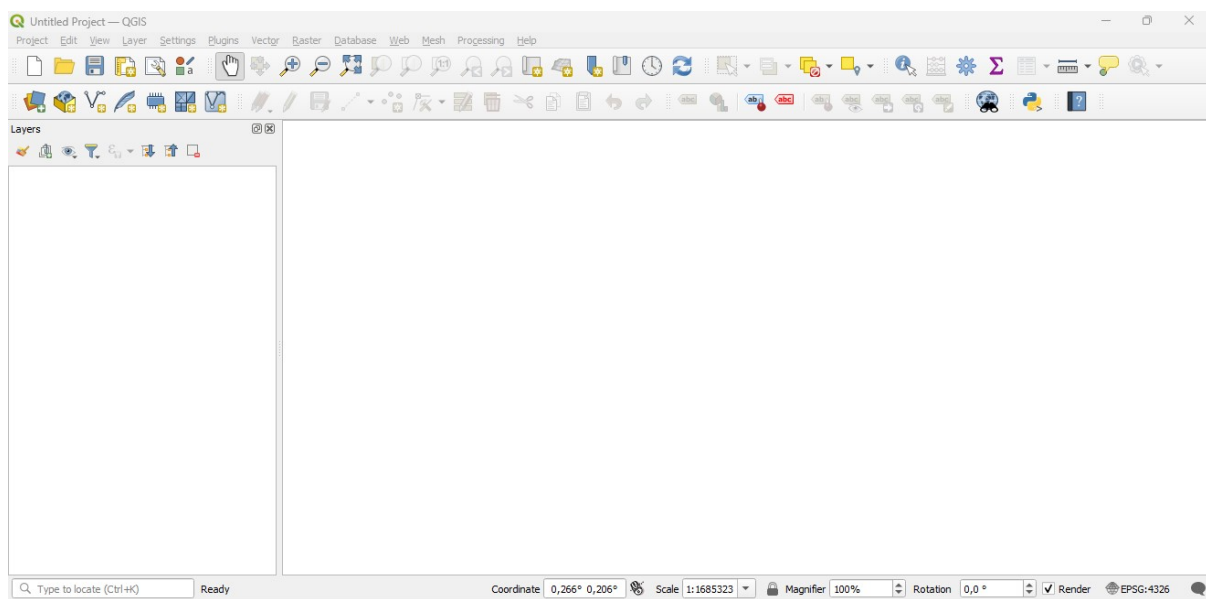 Untitled Project — QGIS
Project Edit View Layer Settings Plugins Vector Raster Database Web Mesh Processing Help
Layers
Type to locate (Ctrl+K) Ready Coordinate 0,266° 0,206° Scale 1:1685323 Magnifier 100% Rotation 0,0 ° Render EPSG:4326